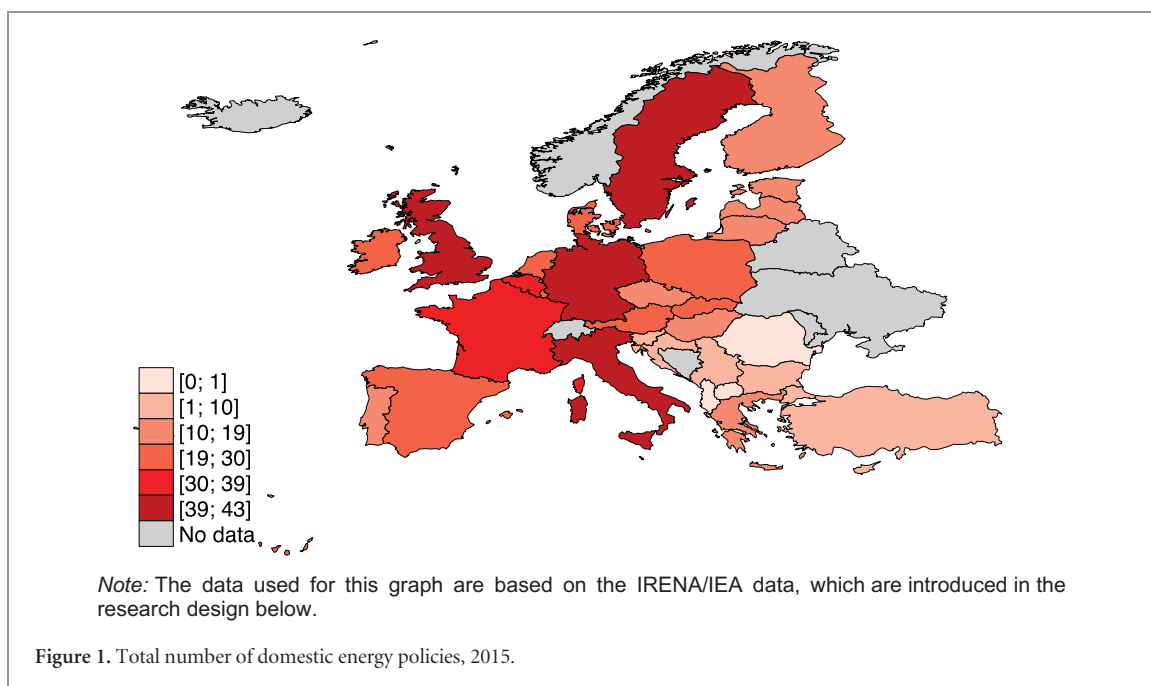 [0; 1]
[1; 10]
[10; 19]
[19; 30]
[30; 39]
[39; 43]
No data
Note: The data used for this graph are based on the IRENA/IEA data, which are introduced in the
research design below.
Figure 1. Total number of domestic energy policies, 2015.